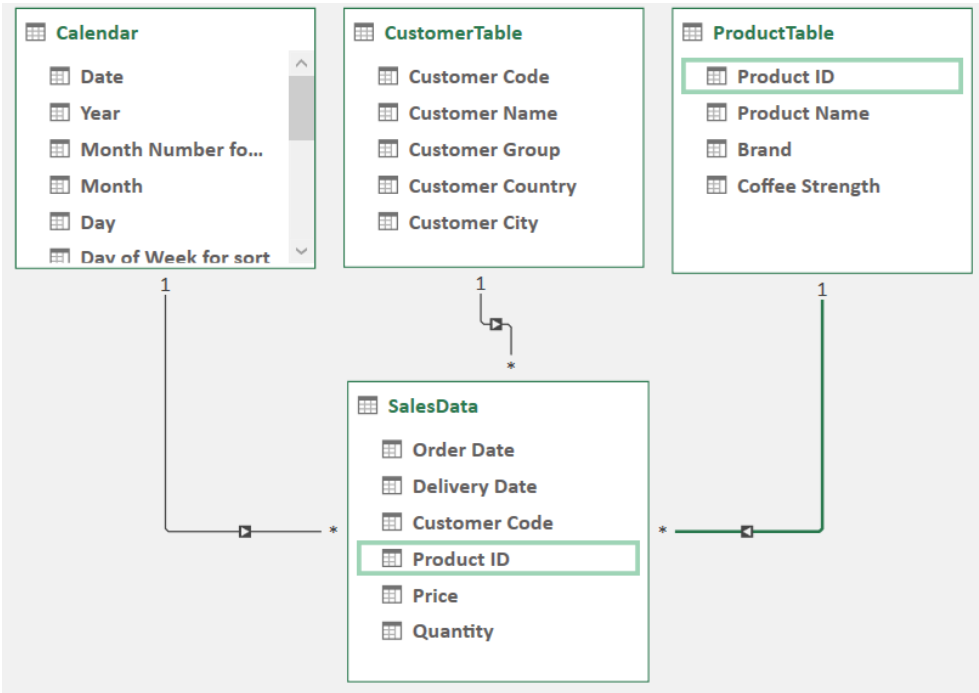 Calendar
Date
Year
Month Number fo...
Month
Day
Day of Week for sort
CustomerTable
Customer Code
Customer Name
Customer Group
Customer Country
Customer City
ProductTable
Product ID
Product Name
Brand
Coffee Strength
1
1
1
*
*
*
SalesData
Order Date
Delivery Date
Customer Code
Product ID
Price
Quantity